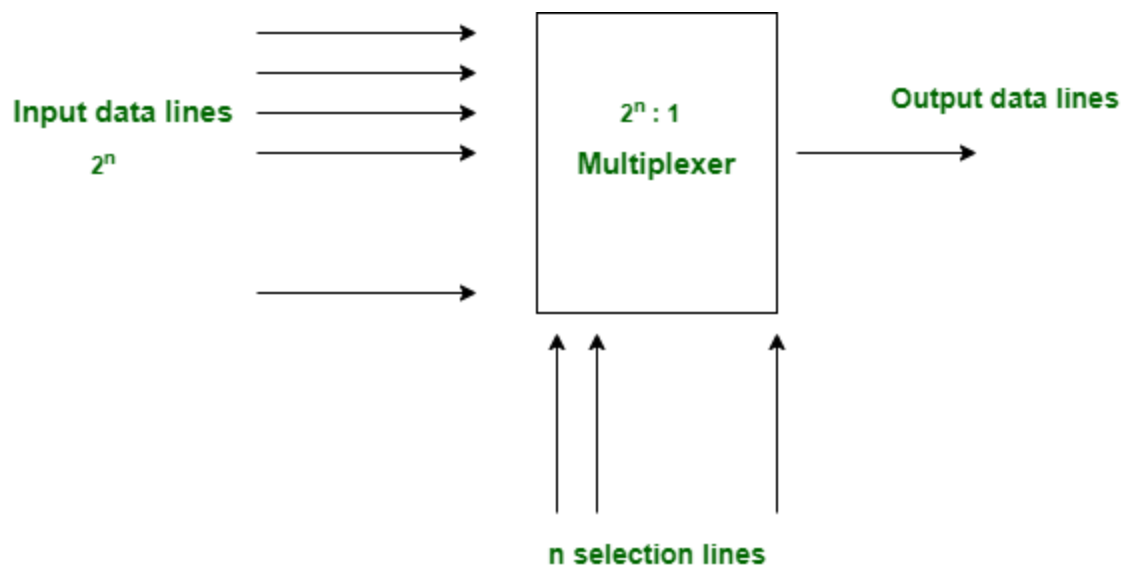 Input data lines
2ⁿ
2ⁿ : 1
Multiplexer
Output data lines
n selection lines